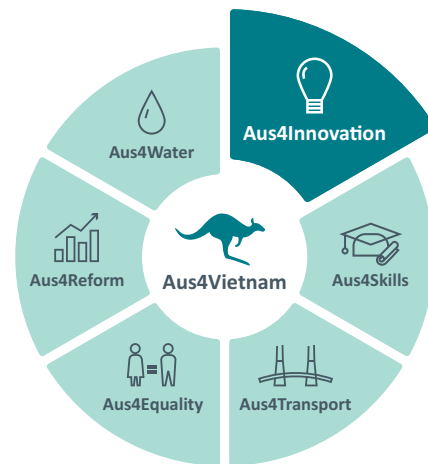 Aus4Innovation
Aus4Water
Aus4Reform
Aus4Vietnam
Aus4Skills
Aus4Equality
Aus4Transport